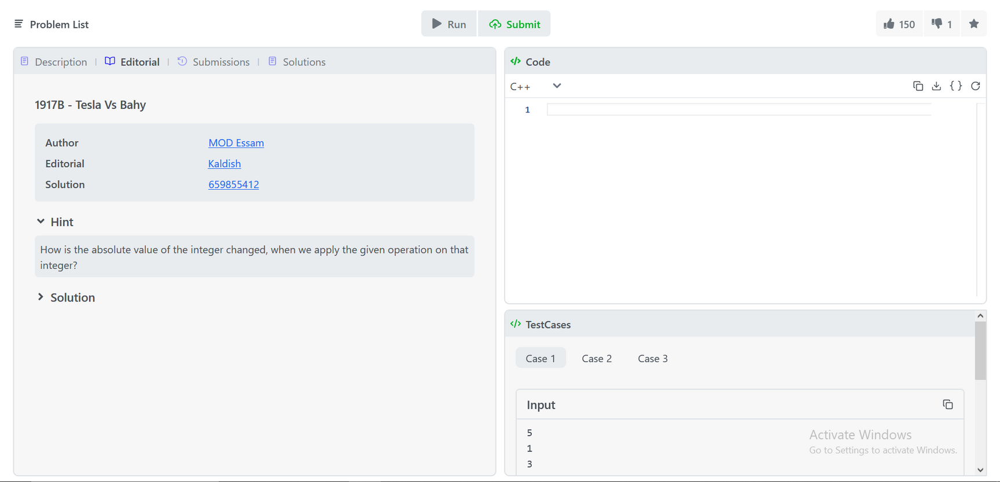 Problem List
Run
Submit
150
1
Description
Editorial
Submissions
Solutions
1917B - Tesla Vs Bahy
Author MOD Essam
Editorial Kaldish
Solution 659855412
Hint
How is the absolute value of the integer changed, when we apply the given operation on that
integer?
Solution
</> Code
C++
{ }
1
</> TestCases
Case 1 Case 2 Case 3
Input
5
1
3
Activate Windows
Go to Settings to activate Windows.